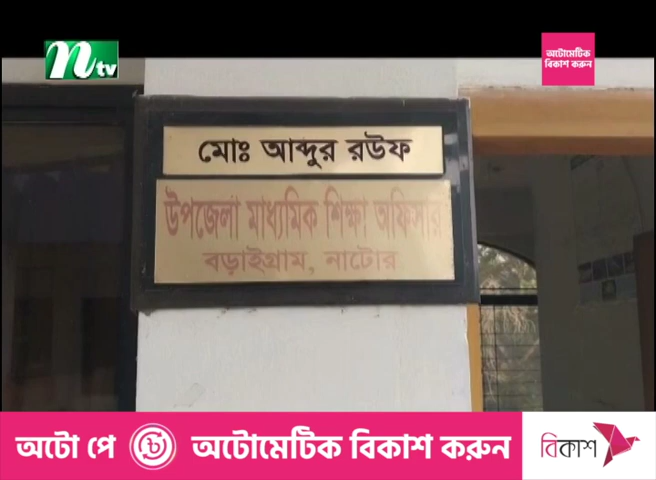 ntv
অটোমেটিক
বিকাশ করুন
মোঃ আব্দুর রউফ
উপজেলা মাধ্যমিক শিক্ষা অফিসার
বড়াইগ্রাম, নাটোর
অটো পে অটোমেটিক বিকাশ করুন
বিকাশ